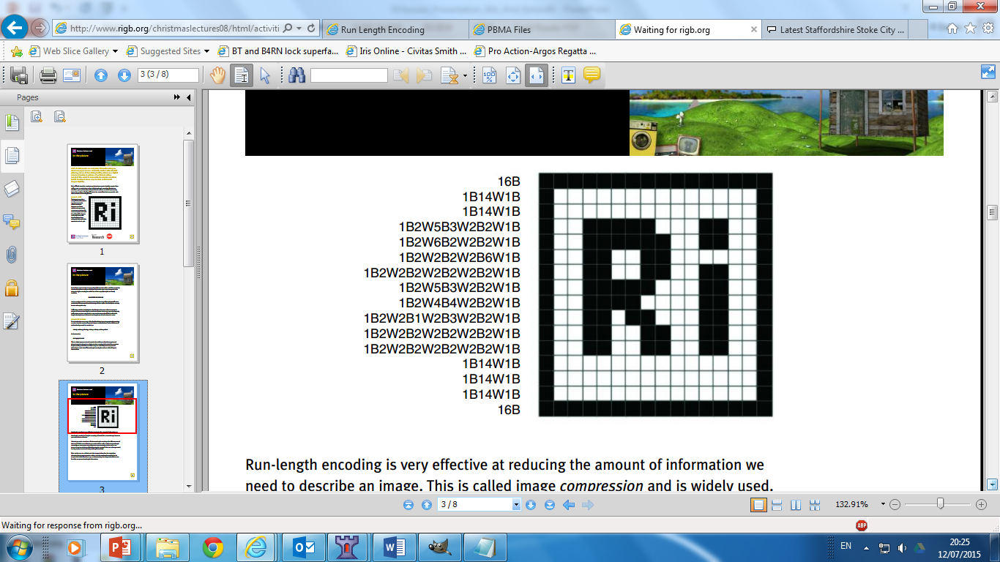 http://www.rigb.org/christmaslectures08/html/activiti
Run Length Encoding
PBMA Files
Waiting for rigb.org
Latest Staffordshire Stoke City ...
Web Slice Gallery
Suggested Sites
BT and B4RN lock superfa...
Iris Online - Civitas Smith ...
Pro Action-Argos Regatta ...
3 (3 / 8)
Pages
1
2
3
16B
1B14W1B
1B14W1B
1B2W5B3W2B2W1B
1B2W6B2W2B2W1B
1B2W2B2W2B6W1B
1B2W2B2W2B2W2B2W1B
1B2W5B3W2B2W1B
1B2W4B4W2B2W1B
1B2W2B1W2B3W2B2W1B
1B2W2B2W2B2W2B2W1B
1B2W2B2W2B2W2B2W1B
1B14W1B
1B14W1B
1B14W1B
16B
Ri
Run-length encoding is very effective at reducing the amount of information we
need to describe an image. This is called image compression and is widely used.
3 / 8
132.91%
Waiting for response from rigb.org...
ABP
EN
20:25
12/07/2015